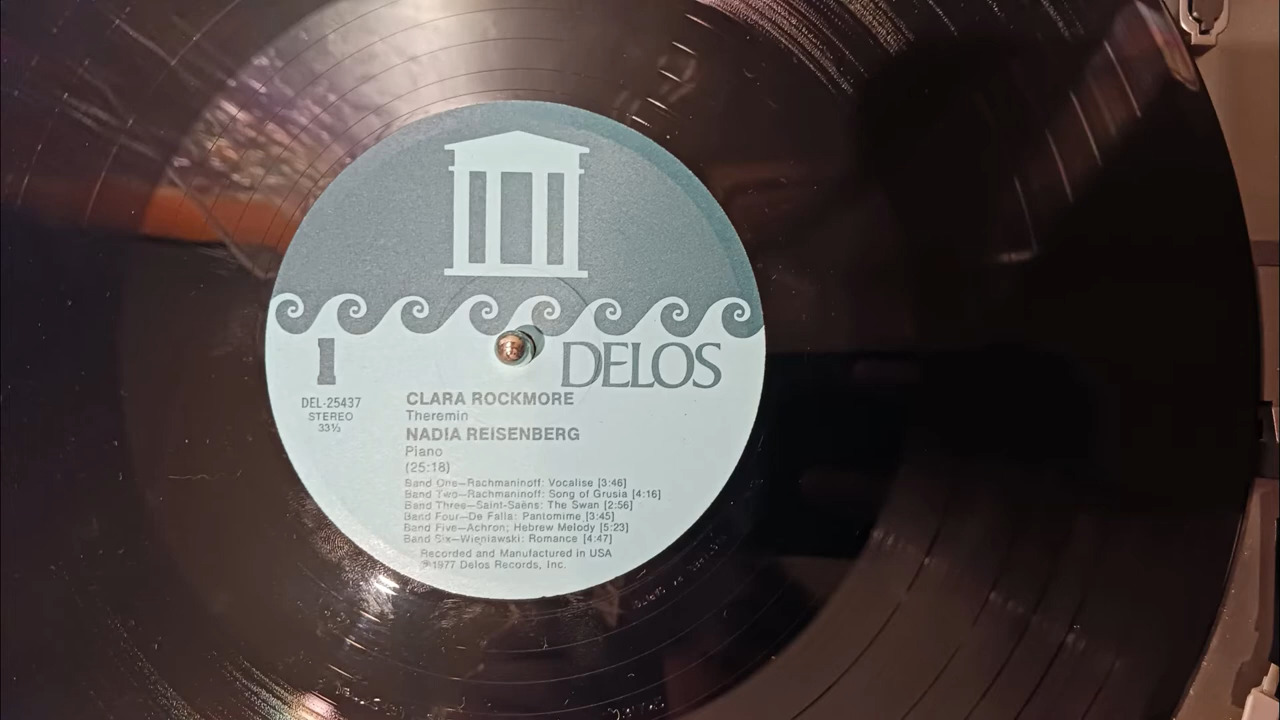 1
DELOS
DEL-25437
STEREO
33⅓
CLARA ROCKMORE
Theremin
NADIA REISENBERG
Piano
(25:18)
Band One—Rachmaninoff: Vocalise [3:46]
Band Two—Rachmaninoff: Song of Grusia [4:16]
Band Three—Saint-Saëns: The Swan [2:56]
Band Four—De Falla: Pantomime [3:45]
Band Five—Achron: Hebrew Melody [5:23]
Band Six—Wieniawski: Romance [4:47]
Recorded and Manufactured in USA
℗1977 Delos Records, Inc.